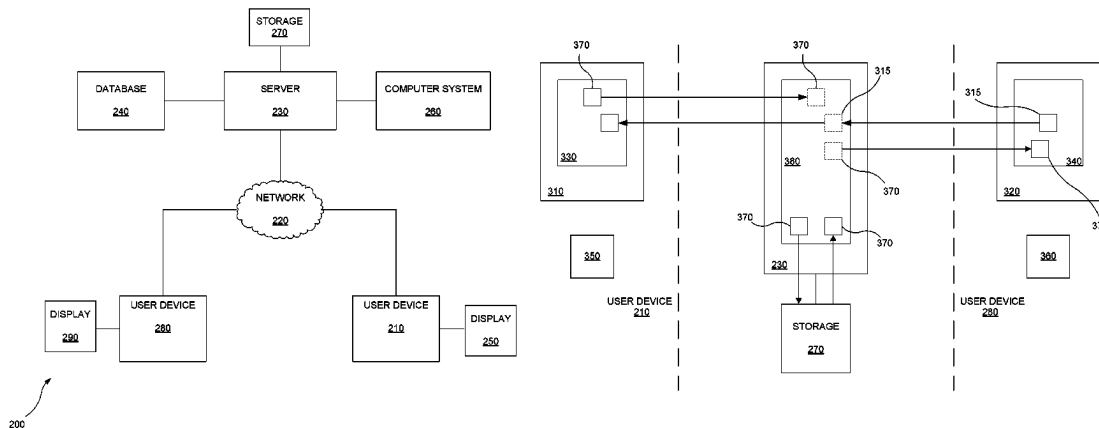 STORAGE
270
DATABASE
240
SERVER
230
COMPUTER SYSTEM
260
NETWORK
220
DISPLAY
290
USER DEVICE
280
USER DEVICE
210
DISPLAY
250
200
370
370
315
315
330
310
380
370
340
320
370
370
230
350
360
USER DEVICE
210
USER DEVICE
280
STORAGE
270